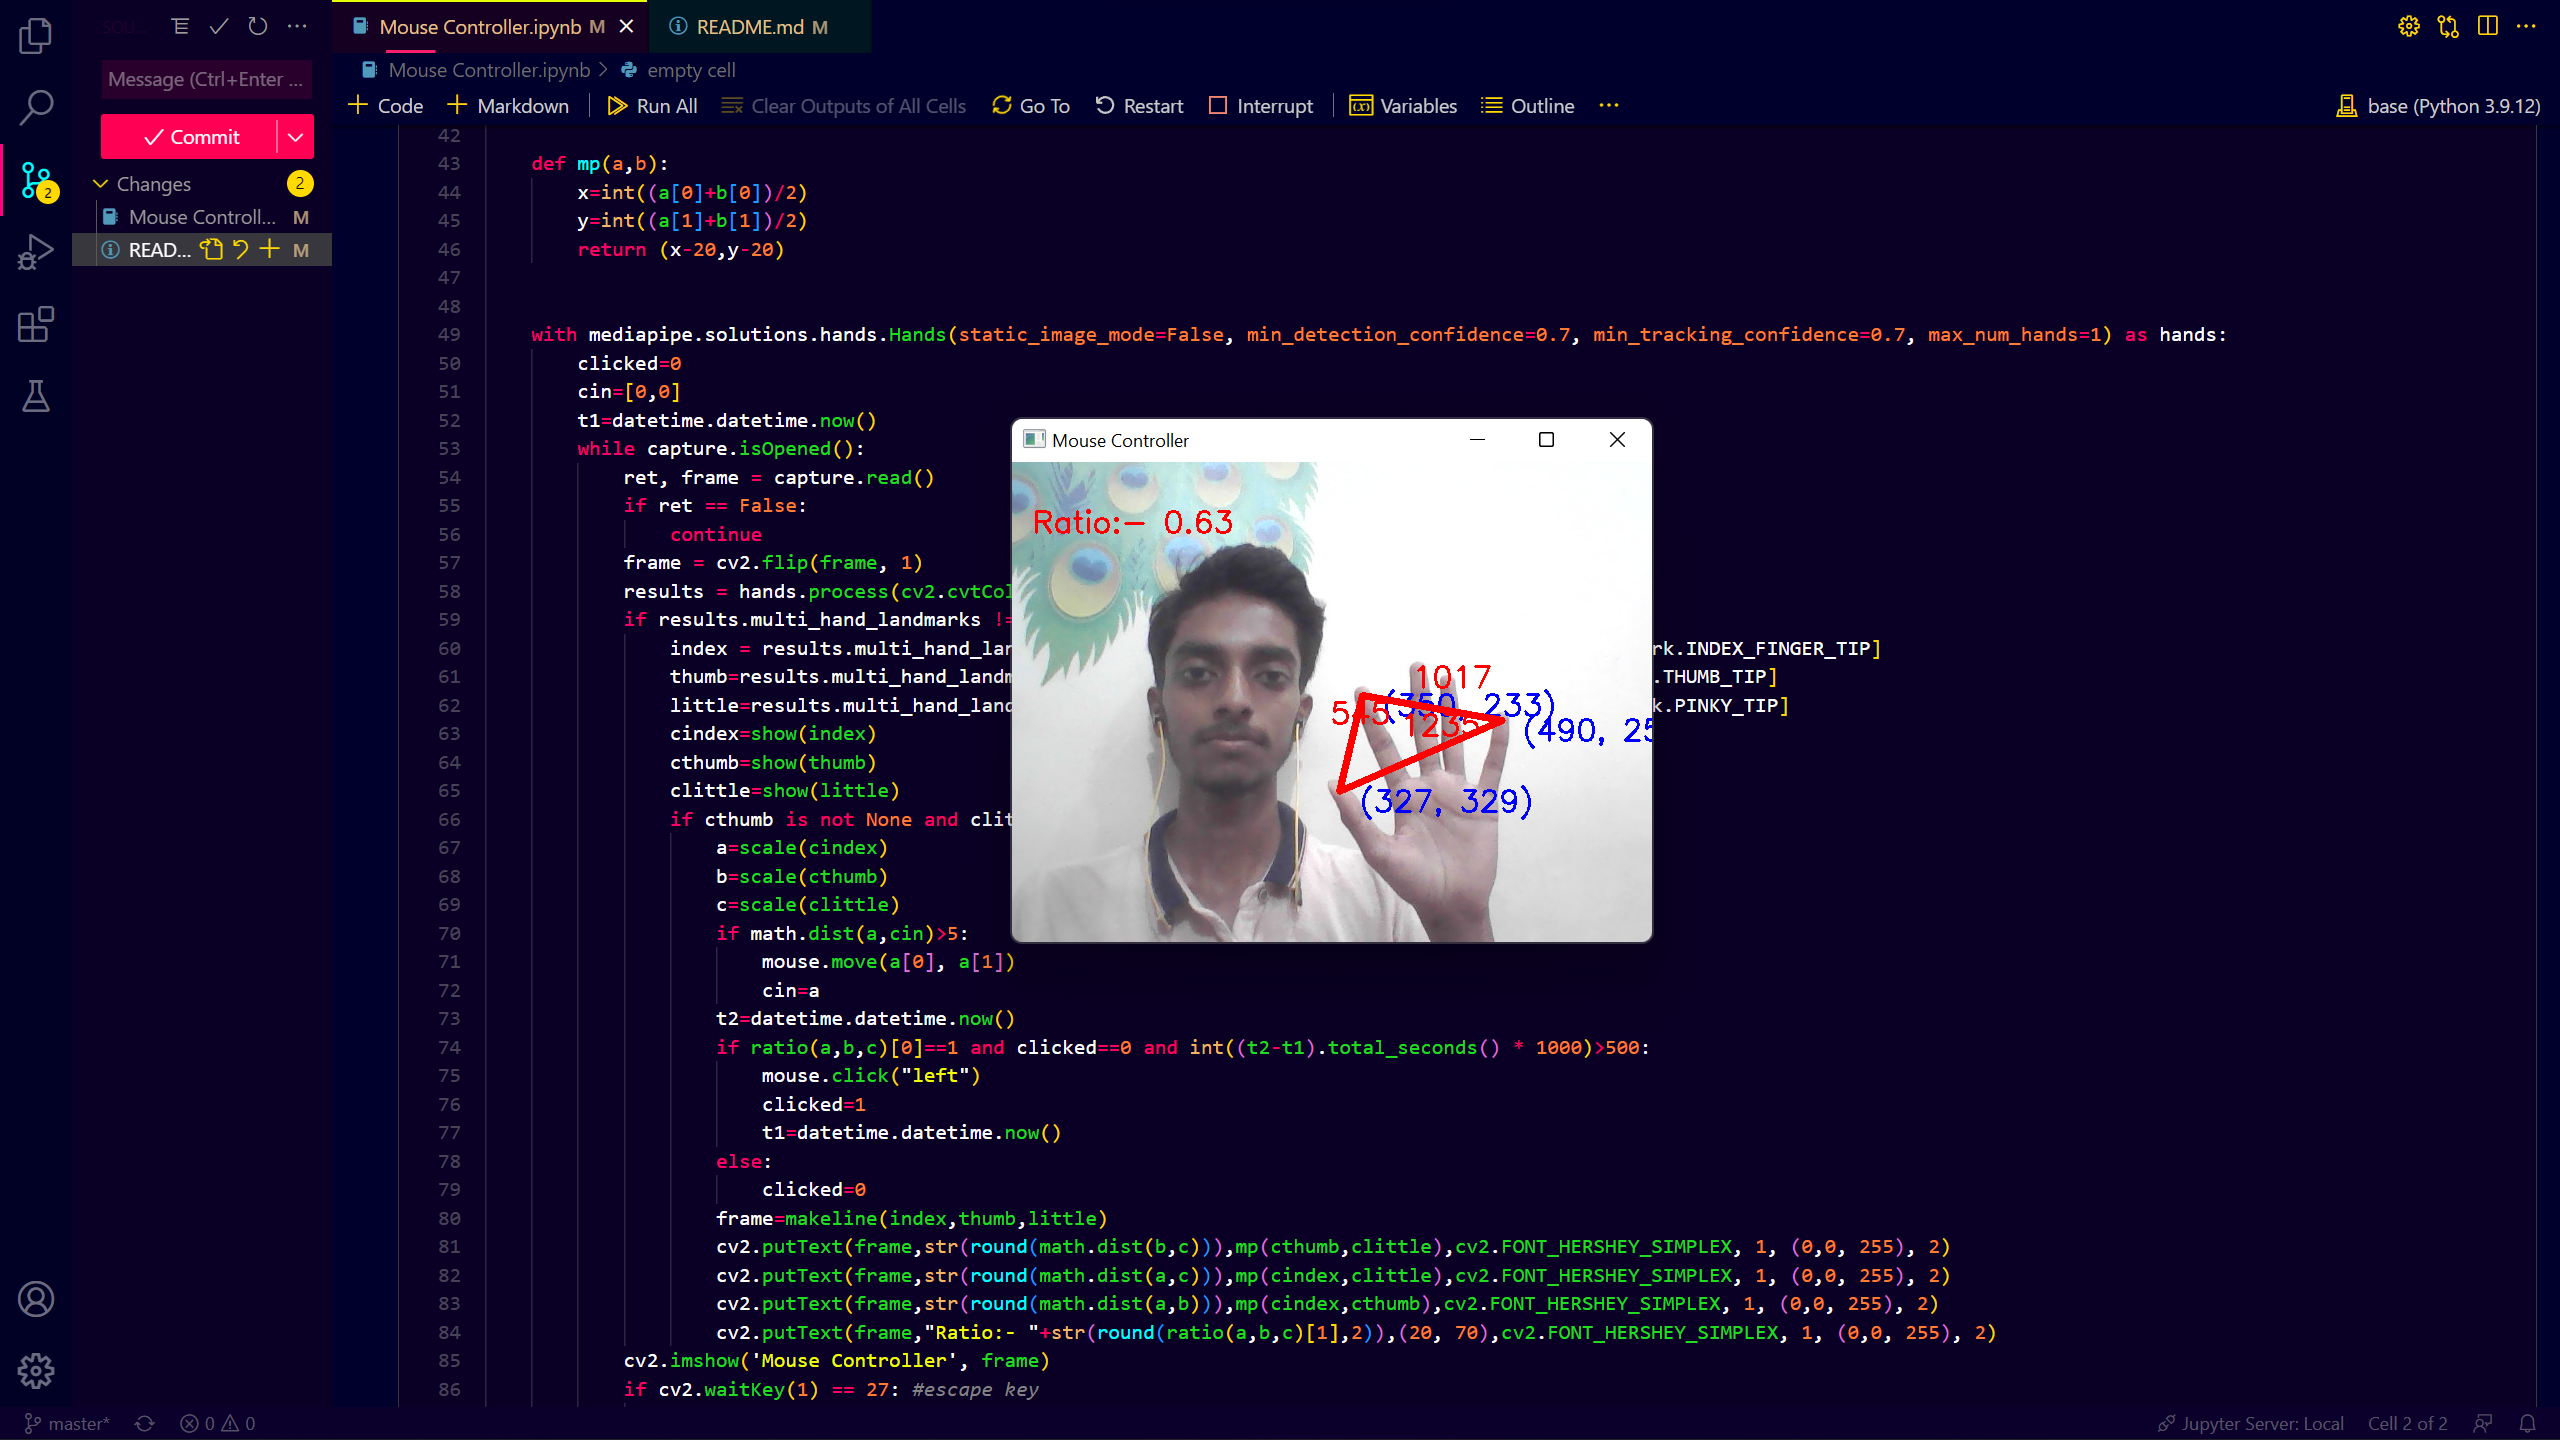 Mouse Controller.ipynb M
README.md M
Message (Ctrl+Enter ...
Commit
Changes 2
Mouse Controll... M
READ... M
2
Mouse Controller.ipynb > empty cell
Code Markdown Run All Clear Outputs of All Cells Go To Restart Interrupt Variables Outline ...
base (Python 3.9.12)
42
43 def mp(a,b):
44 x=int((a[0]+b[0])/2)
45 y=int((a[1]+b[1])/2)
46 return (x-20,y-20)
47
48
49 with mediapipe.solutions.hands.Hands(static_image_mode=False, min_detection_confidence=0.7, min_tracking_confidence=0.7, max_num_hands=1) as hands:
50 clicked=0
51 cin=[0,0]
52 t1=datetime.datetime.now()
53 while capture.isOpened():
54 ret, frame = capture.read()
55 if ret == False:
56 continue
57 frame = cv2.flip(frame, 1)
58 results = hands.process(cv2.cvtCol
59 if results.multi_hand_landmarks !=
60 index = results.multi_hand_lan rk.INDEX_FINGER_TIP]
61 thumb=results.multi_hand_landm .THUMB_TIP]
62 little=results.multi_hand_land k.PINKY_TIP]
63 cindex=show(index)
64 cthumb=show(thumb)
65 clittle=show(little)
66 if cthumb is not None and clit
67 a=scale(cindex)
68 b=scale(cthumb)
69 c=scale(clittle)
70 if math.dist(a,cin)>5:
71 mouse.move(a[0], a[1])
72 cin=a
73 t2=datetime.datetime.now()
74 if ratio(a,b,c)[0]==1 and clicked==0 and int((t2-t1).total_seconds() * 1000)>500:
75 mouse.click("left")
76 clicked=1
77 t1=datetime.datetime.now()
78 else:
79 clicked=0
80 frame=makeline(index,thumb,little)
81 cv2.putText(frame,str(round(math.dist(b,c))),mp(cthumb,clittle),cv2.FONT_HERSHEY_SIMPLEX, 1, (0,0, 255), 2)
82 cv2.putText(frame,str(round(math.dist(a,c))),mp(cindex,clittle),cv2.FONT_HERSHEY_SIMPLEX, 1, (0,0, 255), 2)
83 cv2.putText(frame,str(round(math.dist(a,b))),mp(cindex,cthumb),cv2.FONT_HERSHEY_SIMPLEX, 1, (0,0, 255), 2)
84 cv2.putText(frame,"Ratio:- "+str(round(ratio(a,b,c)[1],2)),(20, 70),cv2.FONT_HERSHEY_SIMPLEX, 1, (0,0, 255), 2)
85 cv2.imshow('Mouse Controller', frame)
86 if cv2.waitKey(1) == 27: #escape key
Mouse Controller
Ratio:- 0.63
1017
(350, 233)
545 1235
(490, 25
(327, 329)
master* 0 0
Jupyter Server: Local Cell 2 of 2